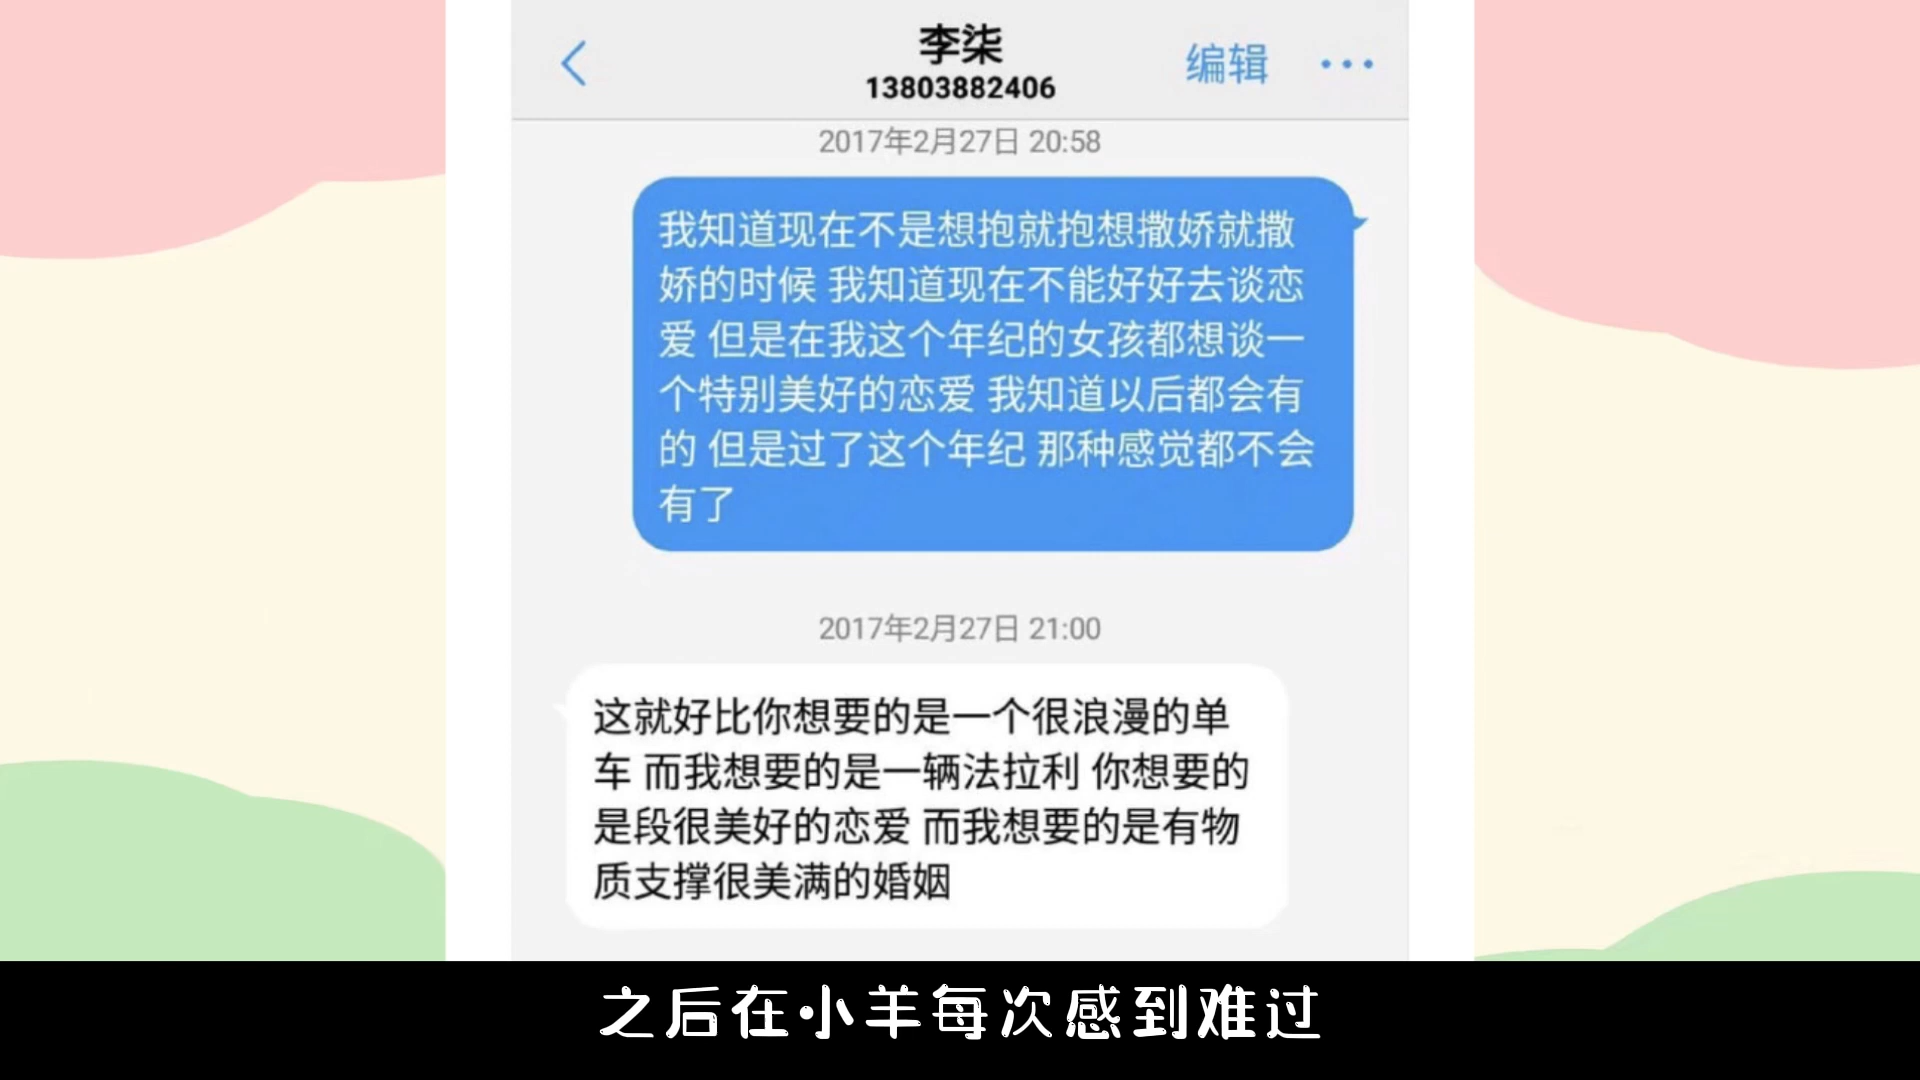 李柒
编辑
13803882406
2017年2月27日 20:58
我知道现在不是想抱就抱想撒娇就撒
娇的时候 我知道现在不能好好去谈恋
爱 但是在我这个年纪的女孩都想谈一
个特别美好的恋爱 我知道以后都会有
的 但是过了这个年纪 那种感觉都不会
有了
2017年2月27日 21:00
这就好比你想要的是一个很浪漫的单
车 而我想要的是一辆法拉利 你想要的
是段很美好的恋爱 而我想要的是有物
质支撑很美满的婚姻
之后在小羊每次感到难过